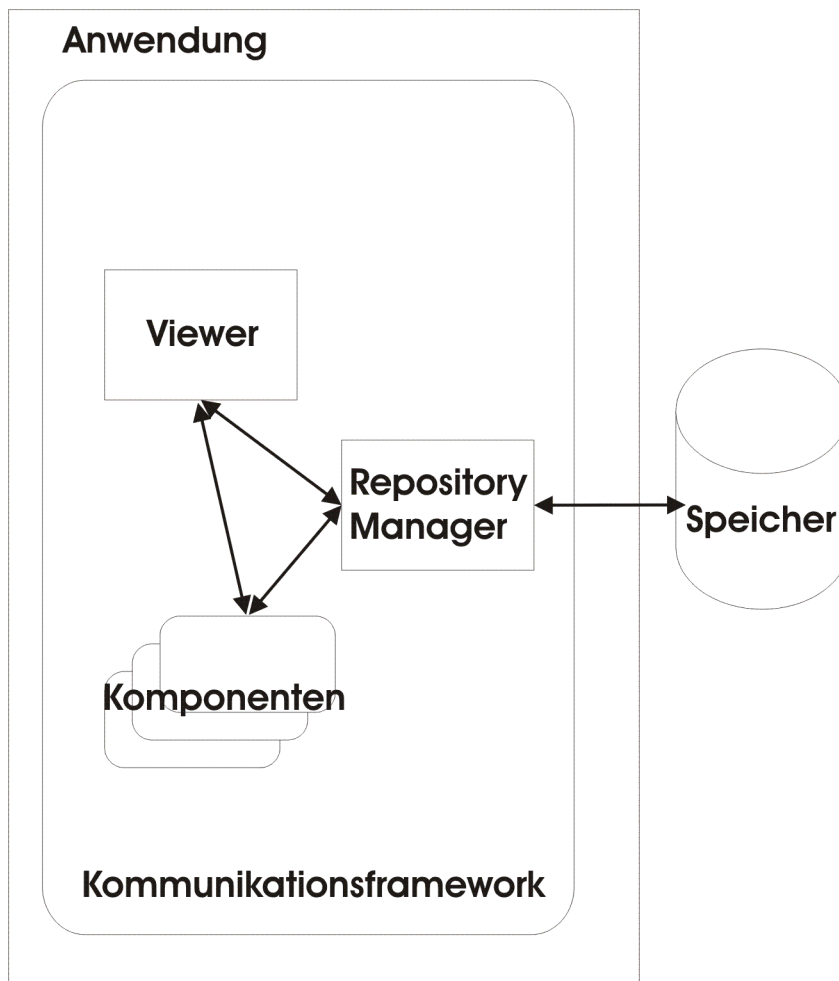 Anwendung
Viewer
Repository
Manager
Speicher
Komponenten
Kommunikationsframework